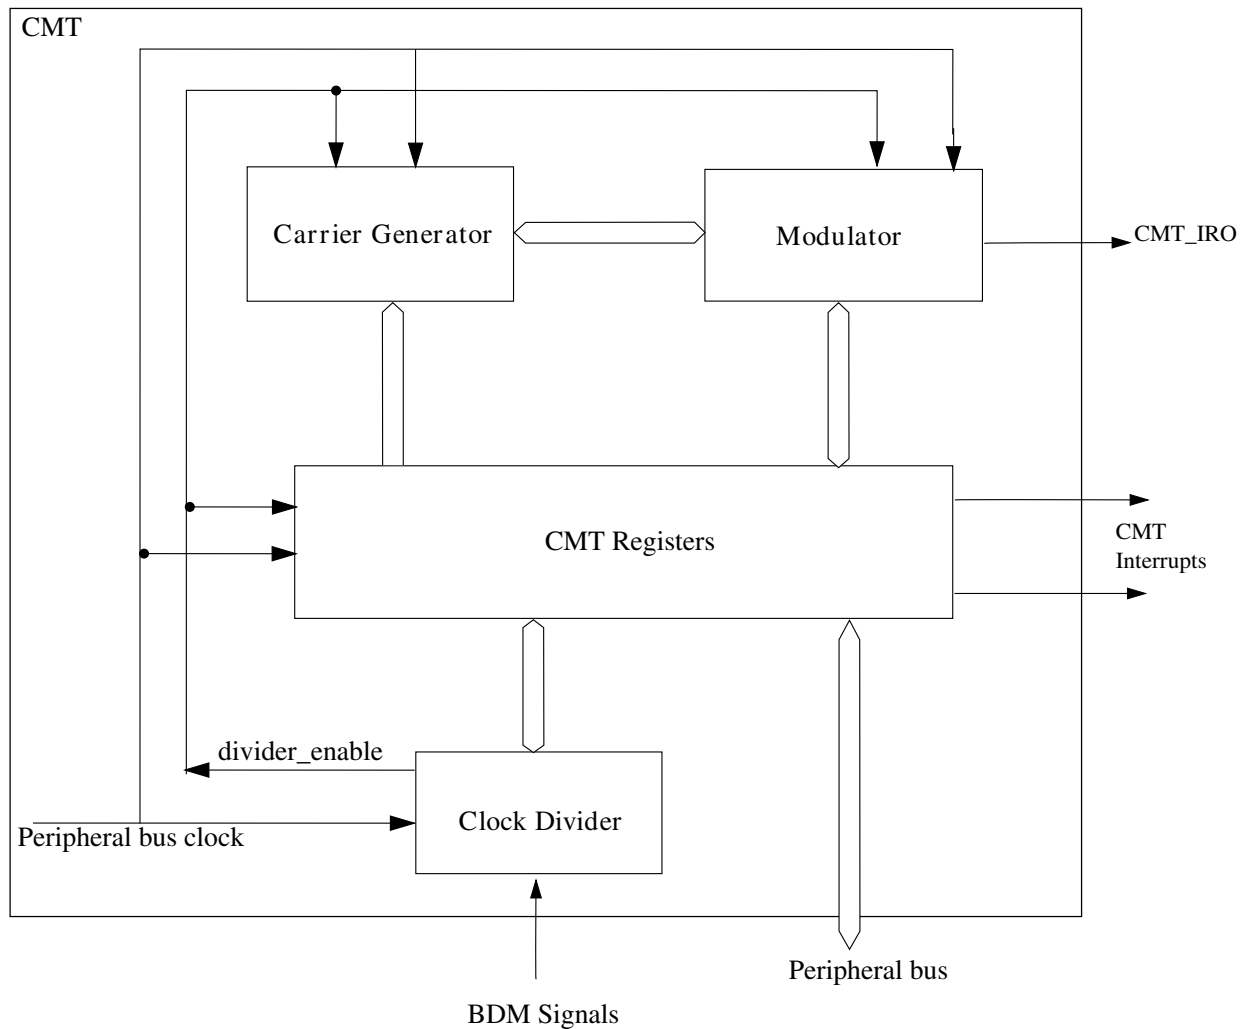 CMT
Carrier Generator
Modulator
CMT_IRO
CMT Registers
CMT
Interrupts
divider_enable
Clock Divider
Peripheral bus clock
Peripheral bus
BDM Signals